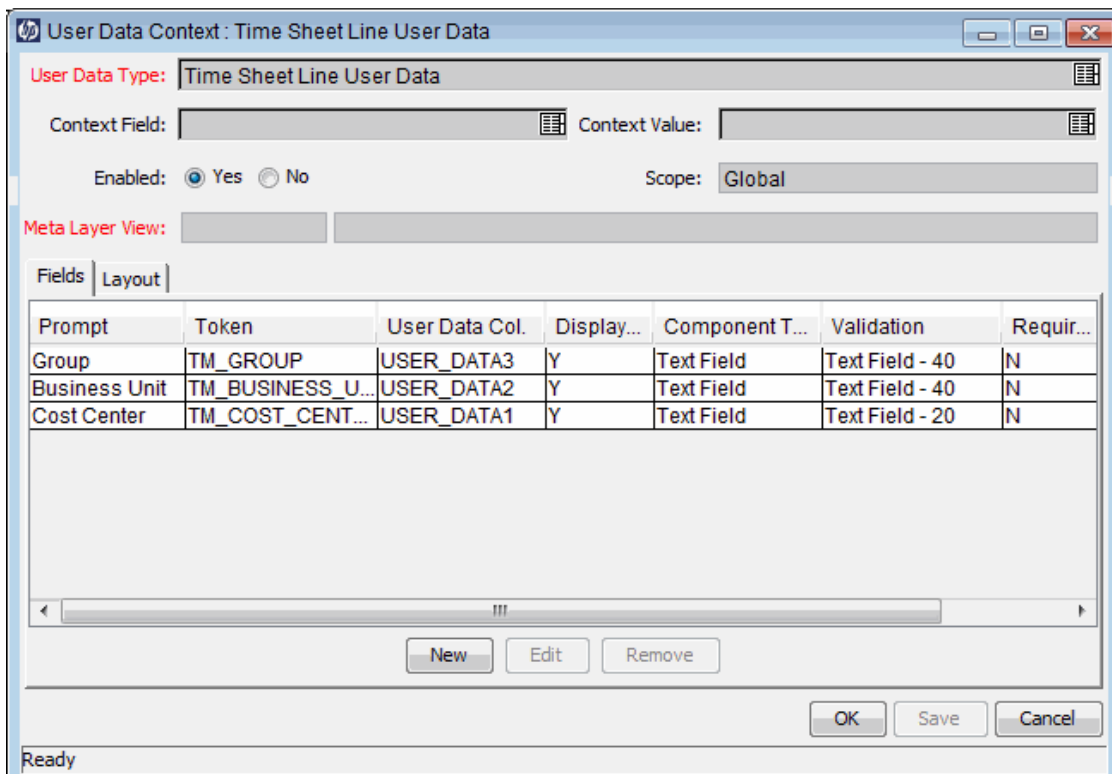 hp User Data Context : Time Sheet Line User Data
User Data Type: Time Sheet Line User Data
Context Field: Context Value:
Enabled: Yes No Scope: Global
Meta Layer View:
Fields Layout
Prompt Token User Data Col. Display... Component T... Validation Requir...
Group TM_GROUP USER_DATA3 Y Text Field Text Field - 40 N
Business Unit TM_BUSINESS_U... USER_DATA2 Y Text Field Text Field - 40 N
Cost Center TM_COST_CENT... USER_DATA1 Y Text Field Text Field - 20 N
New Edit Remove
OK Save Cancel
Ready